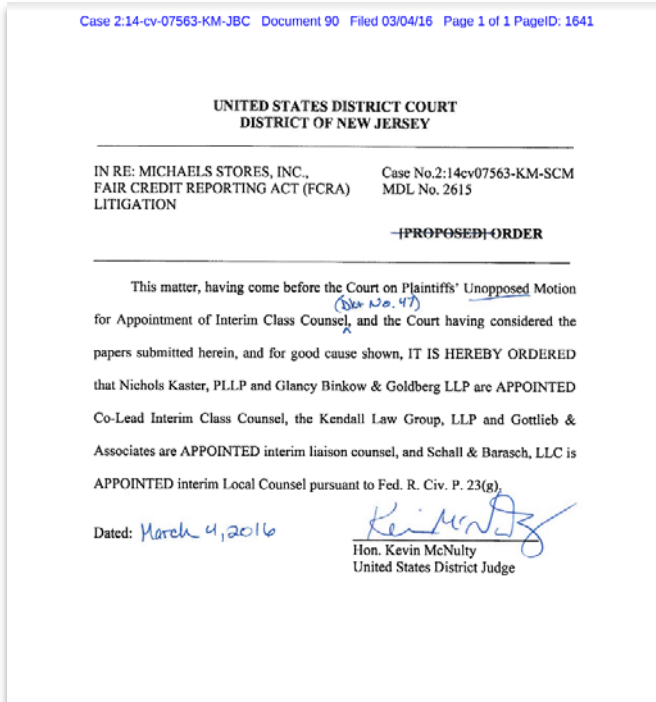 Case 2:14-cv-07563-KM-JBC Document 90 Filed 03/04/16 Page 1 of 1 PageID: 1641
UNITED STATES DISTRICT COURT
DISTRICT OF NEW JERSEY
IN RE: MICHAELS STORES, INC.,
FAIR CREDIT REPORTING ACT (FCRA)
LITIGATION
Case No.2:14cv07563-KM-SCM
MDL No. 2615
[PROPOSED] ORDER
This matter, having come before the Court on Plaintiffs' Unopposed Motion
(Dkt No. 47)
for Appointment of Interim Class Counsel, and the Court having considered the
papers submitted herein, and for good cause shown, IT IS HEREBY ORDERED
that Nichols Kaster, PLLP and Glancy Binkow & Goldberg LLP are APPOINTED
Co-Lead Interim Class Counsel, the Kendall Law Group, LLP and Gottlieb &
Associates are APPOINTED interim liaison counsel, and Schall & Barasch, LLC is
APPOINTED interim Local Counsel pursuant to Fed. R. Civ. P. 23(g).
Dated: March 4, 2016
Kevin McNulty
Hon. Kevin McNulty
United States District Judge